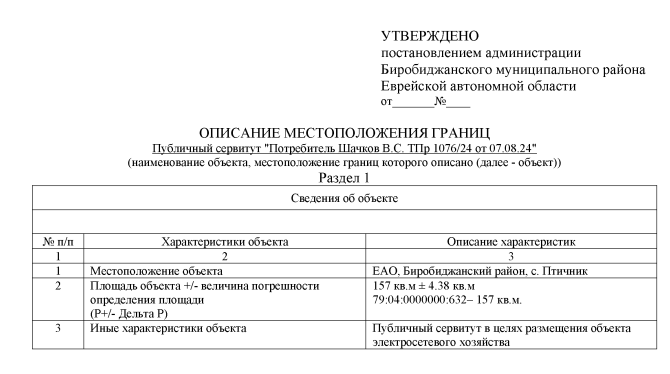 УТВЕРЖДЕНО
постановлением администрации
Биробиджанского муниципального района
Еврейской автономной области
от_______№____
ОПИСАНИЕ МЕСТОПОЛОЖЕНИЯ ГРАНИЦ
Публичный сервитут "Потребитель Шачков В.С. ТПр 1076/24 от 07.08.24"
(наименование объекта, местоположение границ которого описано (далее - объект))
Раздел 1
Сведения об объекте
№ п/п Характеристики объекта Описание характеристик
1 2 3
1 Местоположение объекта ЕАО, Биробиджанский район, с. Птичник
2 Площадь объекта +/- величина погрешности 157 кв.м ± 4.38 кв.м
определения площади 79:04:0000000:632– 157 кв.м.
(Р+/- Дельта Р)
3 Иные характеристики объекта Публичный сервитут в целях размещения объекта
электросетевого хозяйства